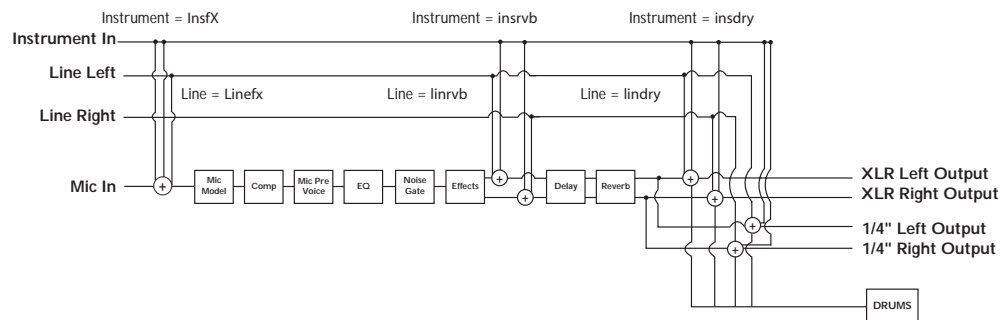 Instrument = InsfX
Instrument = insrvb
Instrument = insdry
Instrument In
Line Left
Line = Linefx
Line = linrvb
Line = lindry
Line Right
Mic In
+
Mic
Model
Comp
Mic Pre
Voice
EQ
Noise
Gate
Effects
+
+
Delay
Reverb
+
+
XLR Left Output
XLR Right Output
+
1/4" Left Output
+
1/4" Right Output
DRUMS